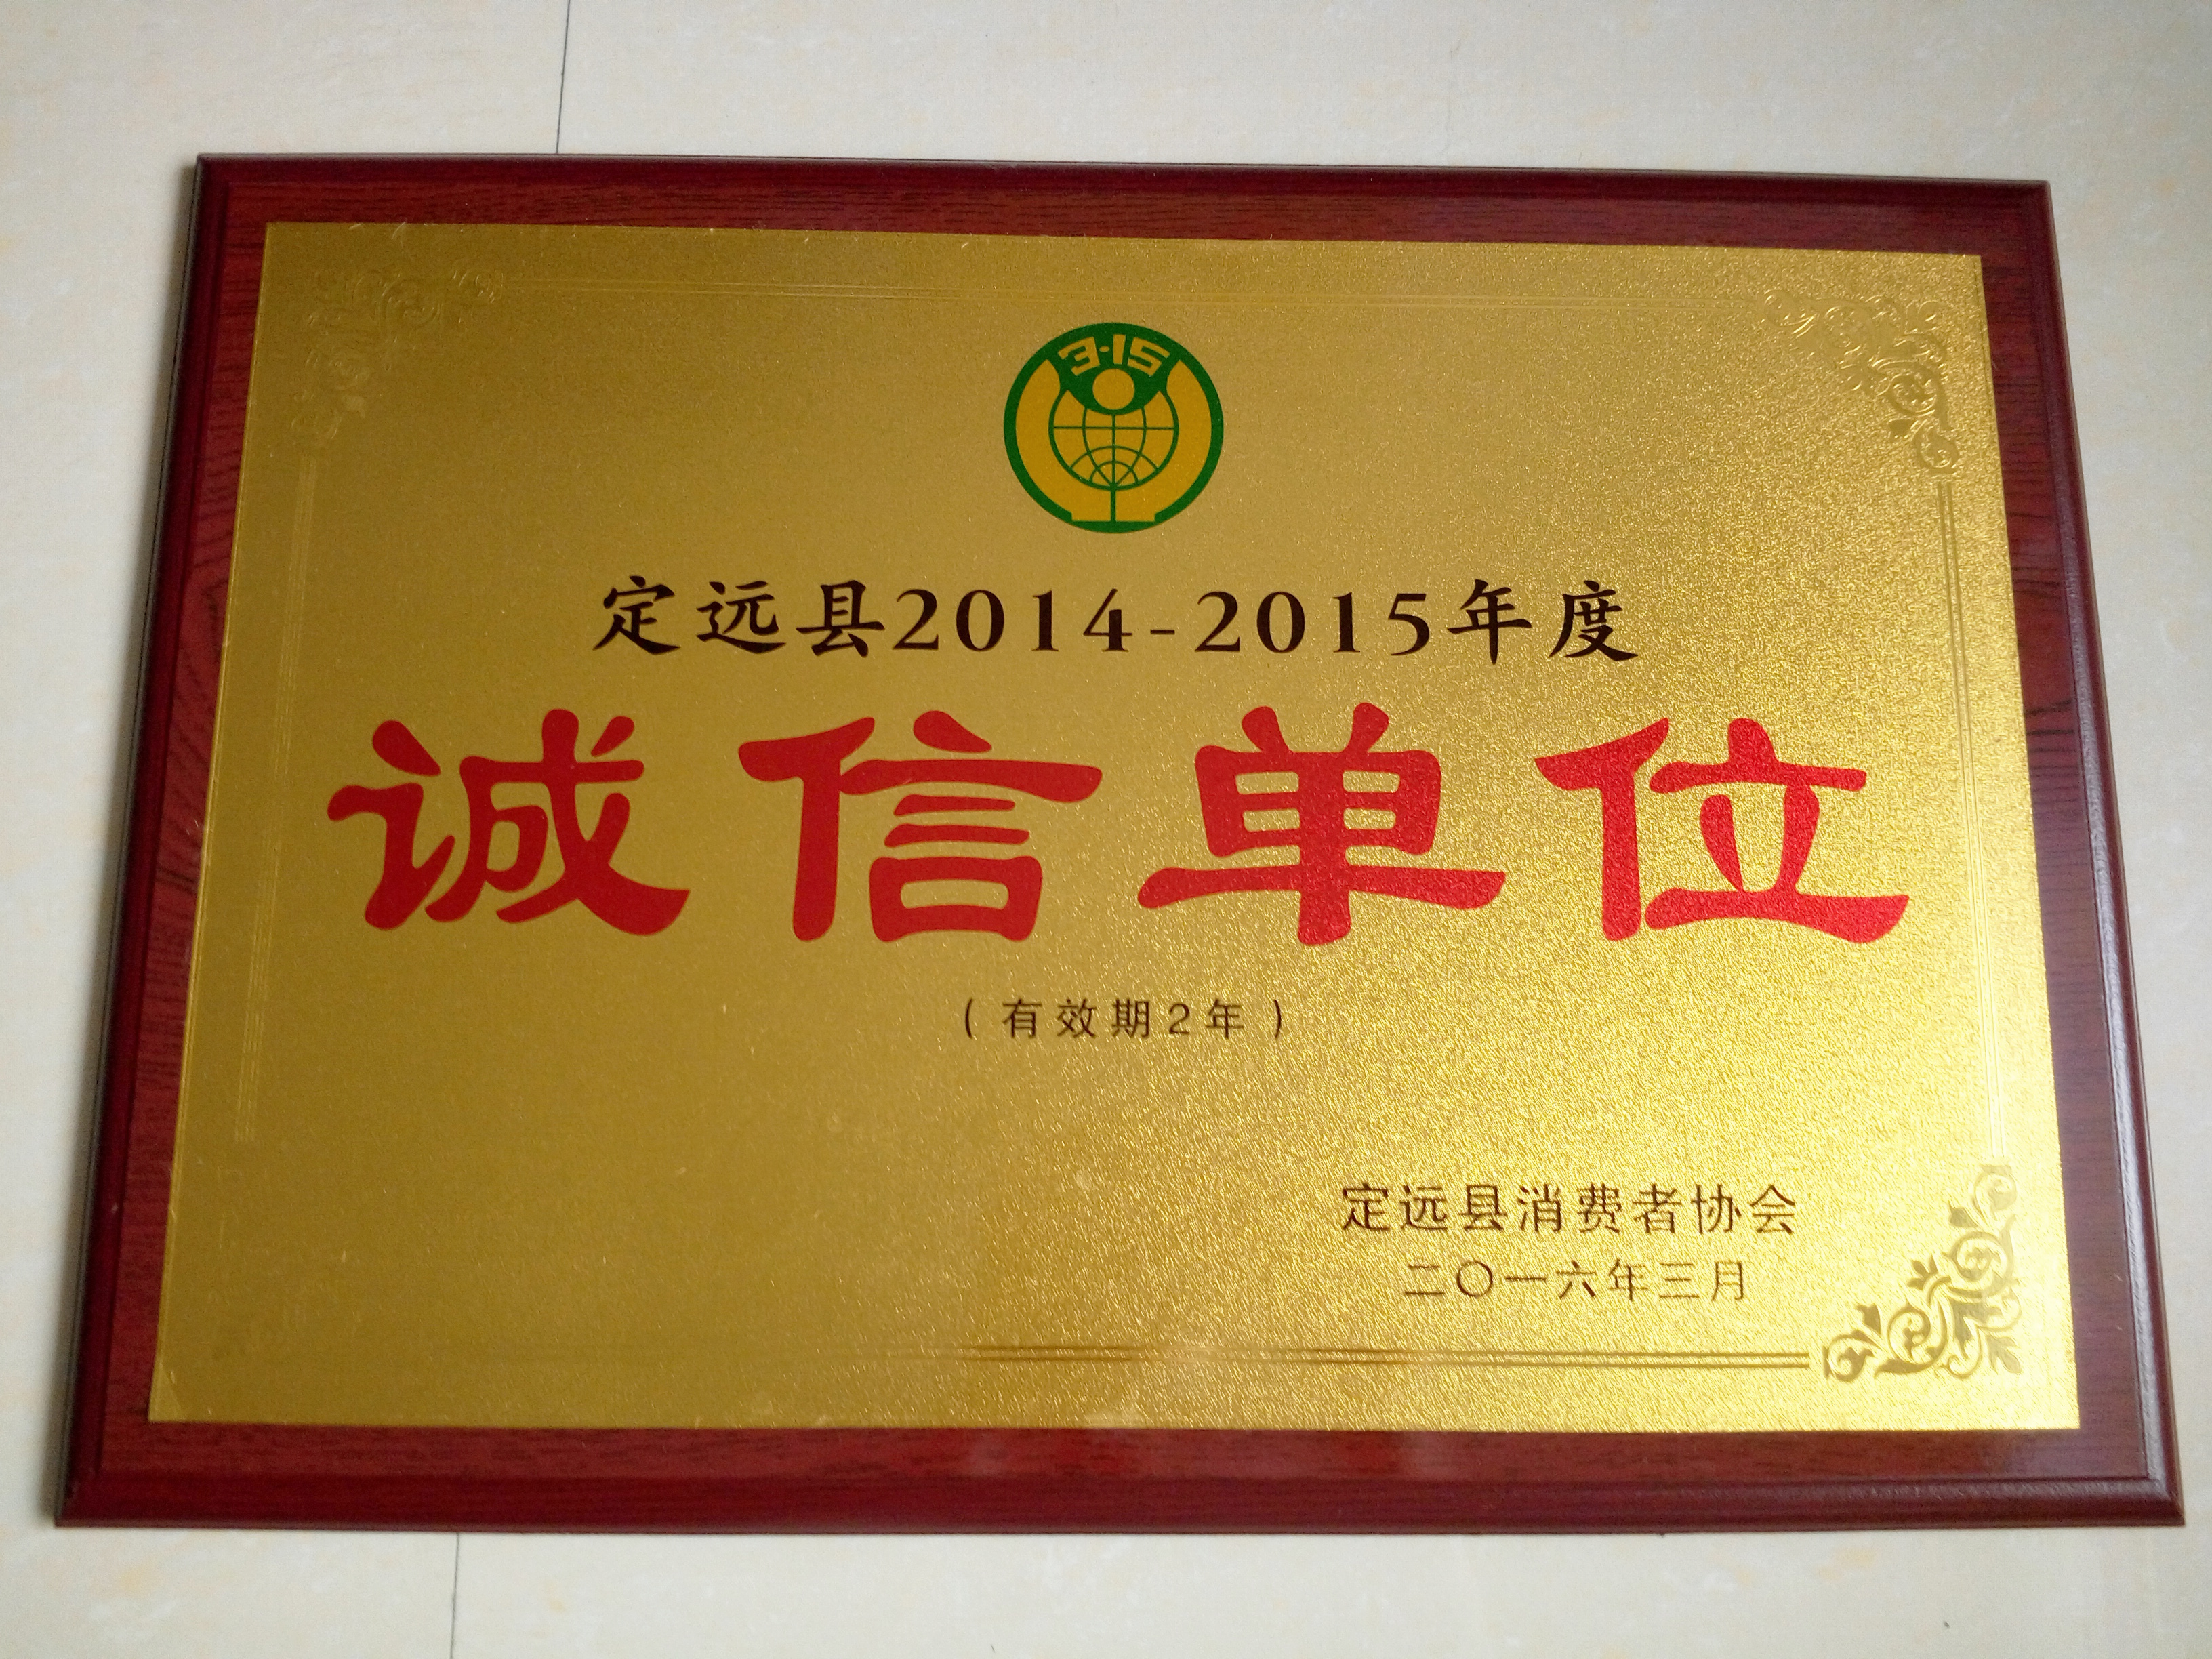 3·15
定远县2014-2015年度
诚信单位
（有效期2年）
定远县消费者协会
二〇一六年三月